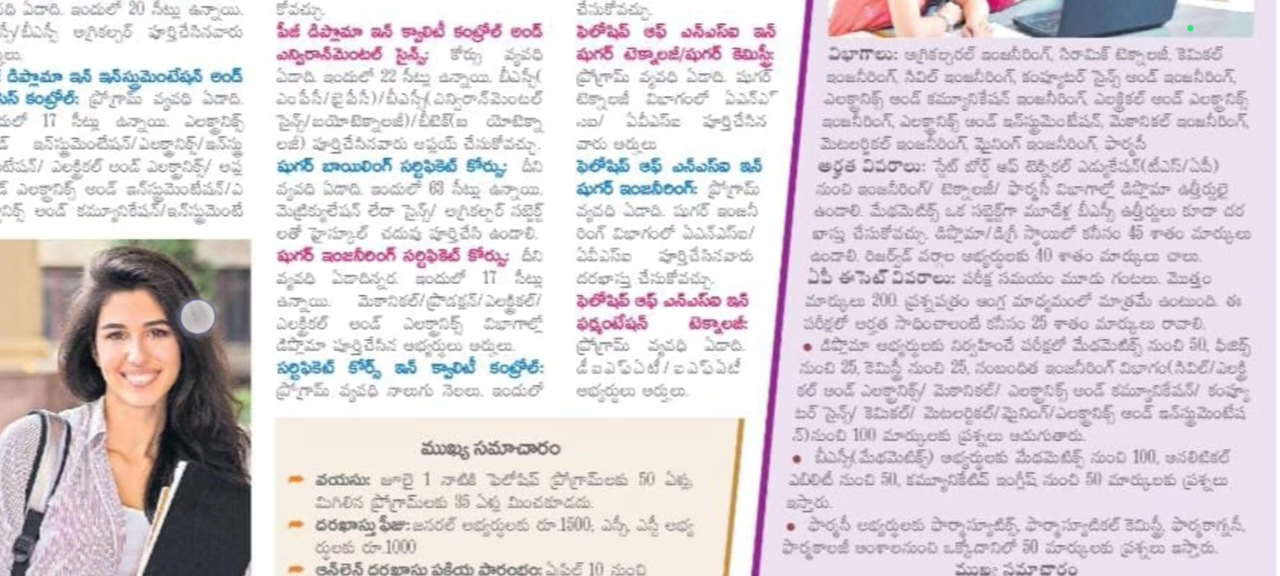 వధి ఏడాది. ఇందులో 20 సీట్లు ఉన్నాయి.
స్సీ/బీఎస్సీ అగ్రికల్చర్ పూర్తిచేసినవారు
లు.
డిప్లొమా ఇన్ ఇన్‌స్ట్రుమెంటేషన్ అండ్
సెస్ కంట్రోల్: ప్రోగ్రామ్ వ్యవధి ఏడాది.
లో 17 సీట్లు ఉన్నాయి. ఎలక్ట్రానిక్స్
డ్ ఇన్‌స్ట్రుమెంటేషన్/ఎలక్ట్రానిక్స్/ఇన్‌స్ట్రు
టేషన్/ ఎలక్ట్రికల్ అండ్ ఎలక్ట్రానిక్స్/ అప్లై
డ్ ఎలక్ట్రానిక్స్ అండ్ ఇన్‌స్ట్రుమెంటేషన్/ఎ
నిక్స్ అండ్ కమ్యూనికేషన్/ఇన్‌స్ట్రుమెంటే
కోవచ్చు.
పీజీ డిప్లొమా ఇన్ క్వాలిటీ కంట్రోల్ అండ్
ఎన్విరాన్‌మెంటల్ సైన్స్: కోర్సు వ్యవధి
ఏడాది. ఇందులో 22 సీట్లు ఉన్నాయి. బీఎస్సీ(
ఎంపీసీ/బైపీసీ)/బీఎస్సీ(ఎన్విరాన్‌మెంటల్
సైన్స్/బయోటెక్నాలజీ)/బీటెక్(బ యోటెక్నా
లజీ) పూర్తిచేసినవారు అప్లయ్ చేసుకోవచ్చు.
షుగర్ బాయిలింగ్ సర్టిఫికెట్ కోర్సు: దీని
వ్యవధి ఏడాది. ఇందులో 63 సీట్లు ఉన్నాయి.
మెట్రిక్యులేషన్ లేదా సైన్స్/ అగ్రికల్చర్ సబ్జెక్ట్
లతో హైస్కూల్ చదువు పూర్తిచేసి ఉండాలి.
షుగర్ ఇంజనీరింగ్ సర్టిఫికెట్ కోర్సు: దీని
వ్యవధి ఏడాదిన్నర. ఇందులో 17 సీట్లు
ఉన్నాయి. మెకానికల్/ప్రొడక్షన్/ఎలక్ట్రికల్/
ఎలక్ట్రికల్ అండ్ ఎలక్ట్రానిక్స్ విభాగాల్లో
డిప్లొమా పూర్తిచేసిన అభ్యర్థులు అర్హులు.
సర్టిఫికెట్ కోర్స్ ఇన్ క్వాలిటీ కంట్రోల్:
ప్రోగ్రామ్ వ్యవధి నాలుగు నెలలు. ఇందులో
చేసుకోవచ్చు.
ఫెలోషిప్ ఆఫ్ ఎన్ఎస్ఐ ఇన్
షుగర్ టెక్నాలజీ/షుగర్ కెమిస్ట్రీ:
ప్రోగ్రామ్ వ్యవధి ఏడాది. షుగర్
టెక్నాలజీ విభాగంలో ఏఎన్ఎ
స్ఐ/ ఏవీఎస్ఐ పూర్తిచేసిన
వారు అర్హులు
ఫెలోషిప్ ఆఫ్ ఎన్ఎస్ఐ ఇన్
షుగర్ ఇంజనీరింగ్: ప్రోగ్రామ్
వ్యవధి ఏడాది. షుగర్ ఇంజనీ
రింగ్ విభాగంలో ఏఎన్ఎస్ఐ/
ఏవీఎస్ఐ పూర్తిచేసినవారు
దరఖాస్తు చేసుకోవచ్చు.
ఫెలోషిప్ ఆఫ్ ఎన్ఎస్ఐ ఇన్
ఫర్మంటేషన్ టెక్నాలజీ:
ప్రోగ్రామ్ వ్యవధి ఏడాది.
డీఐఎఫ్ఏటీ/ఐఎఫ్ఏటీ
అభ్యర్థులు అర్హులు.
ముఖ్య సమాచారం
వయసు: జూలై 1 నాటికి ఫెలోషిప్ ప్రోగ్రామ్‌లకు 50 ఏళ్లు,
మిగిలిన ప్రోగ్రామ్‌లకు 35 ఏళ్లు మించకూడదు.
దరఖాస్తు ఫీజు:జనరల్ అభ్యర్థులకు రూ.1500; ఎస్సీ, ఎస్టీ అభ్య
ర్థులకు రూ.1000
ఆన్‌లైన్ దరఖాస్తు ప్రక్రియ ప్రారంభం: ఏప్రిల్ 10 నుంచి
విభాగాలు: అగ్రికల్చరల్ ఇంజనీరింగ్, సిరామిక్ టెక్నాలజీ, కెమికల్
ఇంజనీరింగ్, సివిల్ ఇంజనీరింగ్, కంప్యూటర్ సైన్స్ అండ్ ఇంజనీరింగ్,
ఎలక్ట్రానిక్స్ అండ్ కమ్యూనికేషన్ ఇంజనీరింగ్, ఎలక్ట్రికల్ అండ్ ఎలక్ట్రానిక్స్
ఇంజనీరింగ్, ఎలక్ట్రానిక్స్ అండ్ ఇన్‌స్ట్రుమెంటేషన్, మెకానికల్ ఇంజనీరింగ్,
మెటలర్జికల్ ఇంజనీరింగ్, మైనింగ్ ఇంజనీరింగ్, ఫార్మసీ
అర్హత వివరాలు: స్టేట్ బోర్డ్ ఆఫ్ టెక్నికల్ ఎడ్యుకేషన్(టీఎస్/ఏపీ)
నుంచి ఇంజనీరింగ్/ టెక్నాలజీ/ ఫార్మసీ విభాగాల్లో డిప్లొమా ఉత్తీర్ణులై
ఉండాలి. మేథమెటిక్స్ ఒక సబ్జెక్ట్‌గా మూడేళ్ల బీఎస్సీ ఉత్తీర్ణులు కూడా దర
ఖాస్తు చేసుకోవచ్చు. డిప్లొమా/డిగ్రీ స్థాయిలో కనీసం 45 శాతం మార్కులు
ఉండాలి. రిజర్వ్‌డ్ వర్గాల అభ్యర్థులకు 40 శాతం మార్కులు చాలు.
ఏపీ ఈసెట్ వివరాలు: పరీక్ష సమయం మూడు గంటలు. మొత్తం
మార్కులు 200. ప్రశ్నపత్రం ఆంగ్ల మాధ్యమంలో మాత్రమే ఉంటుంది. ఈ
పరీక్షలో అర్హత సాధించాలంటే కనీసం 25 శాతం మార్కులు రావాలి.
• డిప్లొమా అభ్యర్థులకు నిర్వహించే పరీక్షలో మేథమెటిక్స్ నుంచి 50, ఫిజిక్స్
నుంచి 25, కెమిస్ట్రీ నుంచి 25, సంబంధిత ఇంజనీరింగ్ విభాగం(సివిల్/ఎలక్ట్రి
కల్ అండ్ ఎలక్ట్రానిక్స్/ మెకానికల్/ ఎలక్ట్రానిక్స్ అండ్ కమ్యూనికేషన్/ కంప్యూ
టర్ సైన్స్/ కెమికల్/ మెటలర్జికల్/మైనింగ్/ఎలక్ట్రానిక్స్ అండ్ ఇన్‌స్ట్రుమెంటేష
న్)నుంచి 100 మార్కులకు ప్రశ్నలు అడుగుతారు.
• బీఎస్సీ(మేథమెటిక్స్) అభ్యర్థులకు మేథమెటిక్స్ నుంచి 100, అనలిటికల్
ఎబిలిటీ నుంచి 50, కమ్యూనికేటివ్ ఇంగ్లీష్ నుంచి 50 మార్కులకు ప్రశ్నలు
ఇస్తారు.
• ఫార్మసీ అభ్యర్థులకు ఫార్మాస్యూటిక్స్, ఫార్మాస్యూటికల్ కెమిస్ట్రీ, ఫార్మకాగ్నసీ,
ఫార్మకాలజీ అంశాలనుంచి ఒక్కోదానిలో 50 మార్కులకు ప్రశ్నలు ఇస్తారు.
ముఖ్య సమాచారం